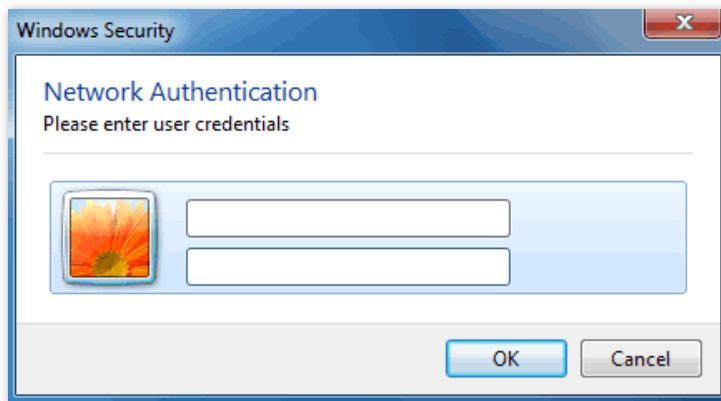 Windows Security
Network Authentication
Please enter user credentials
OK
Cancel